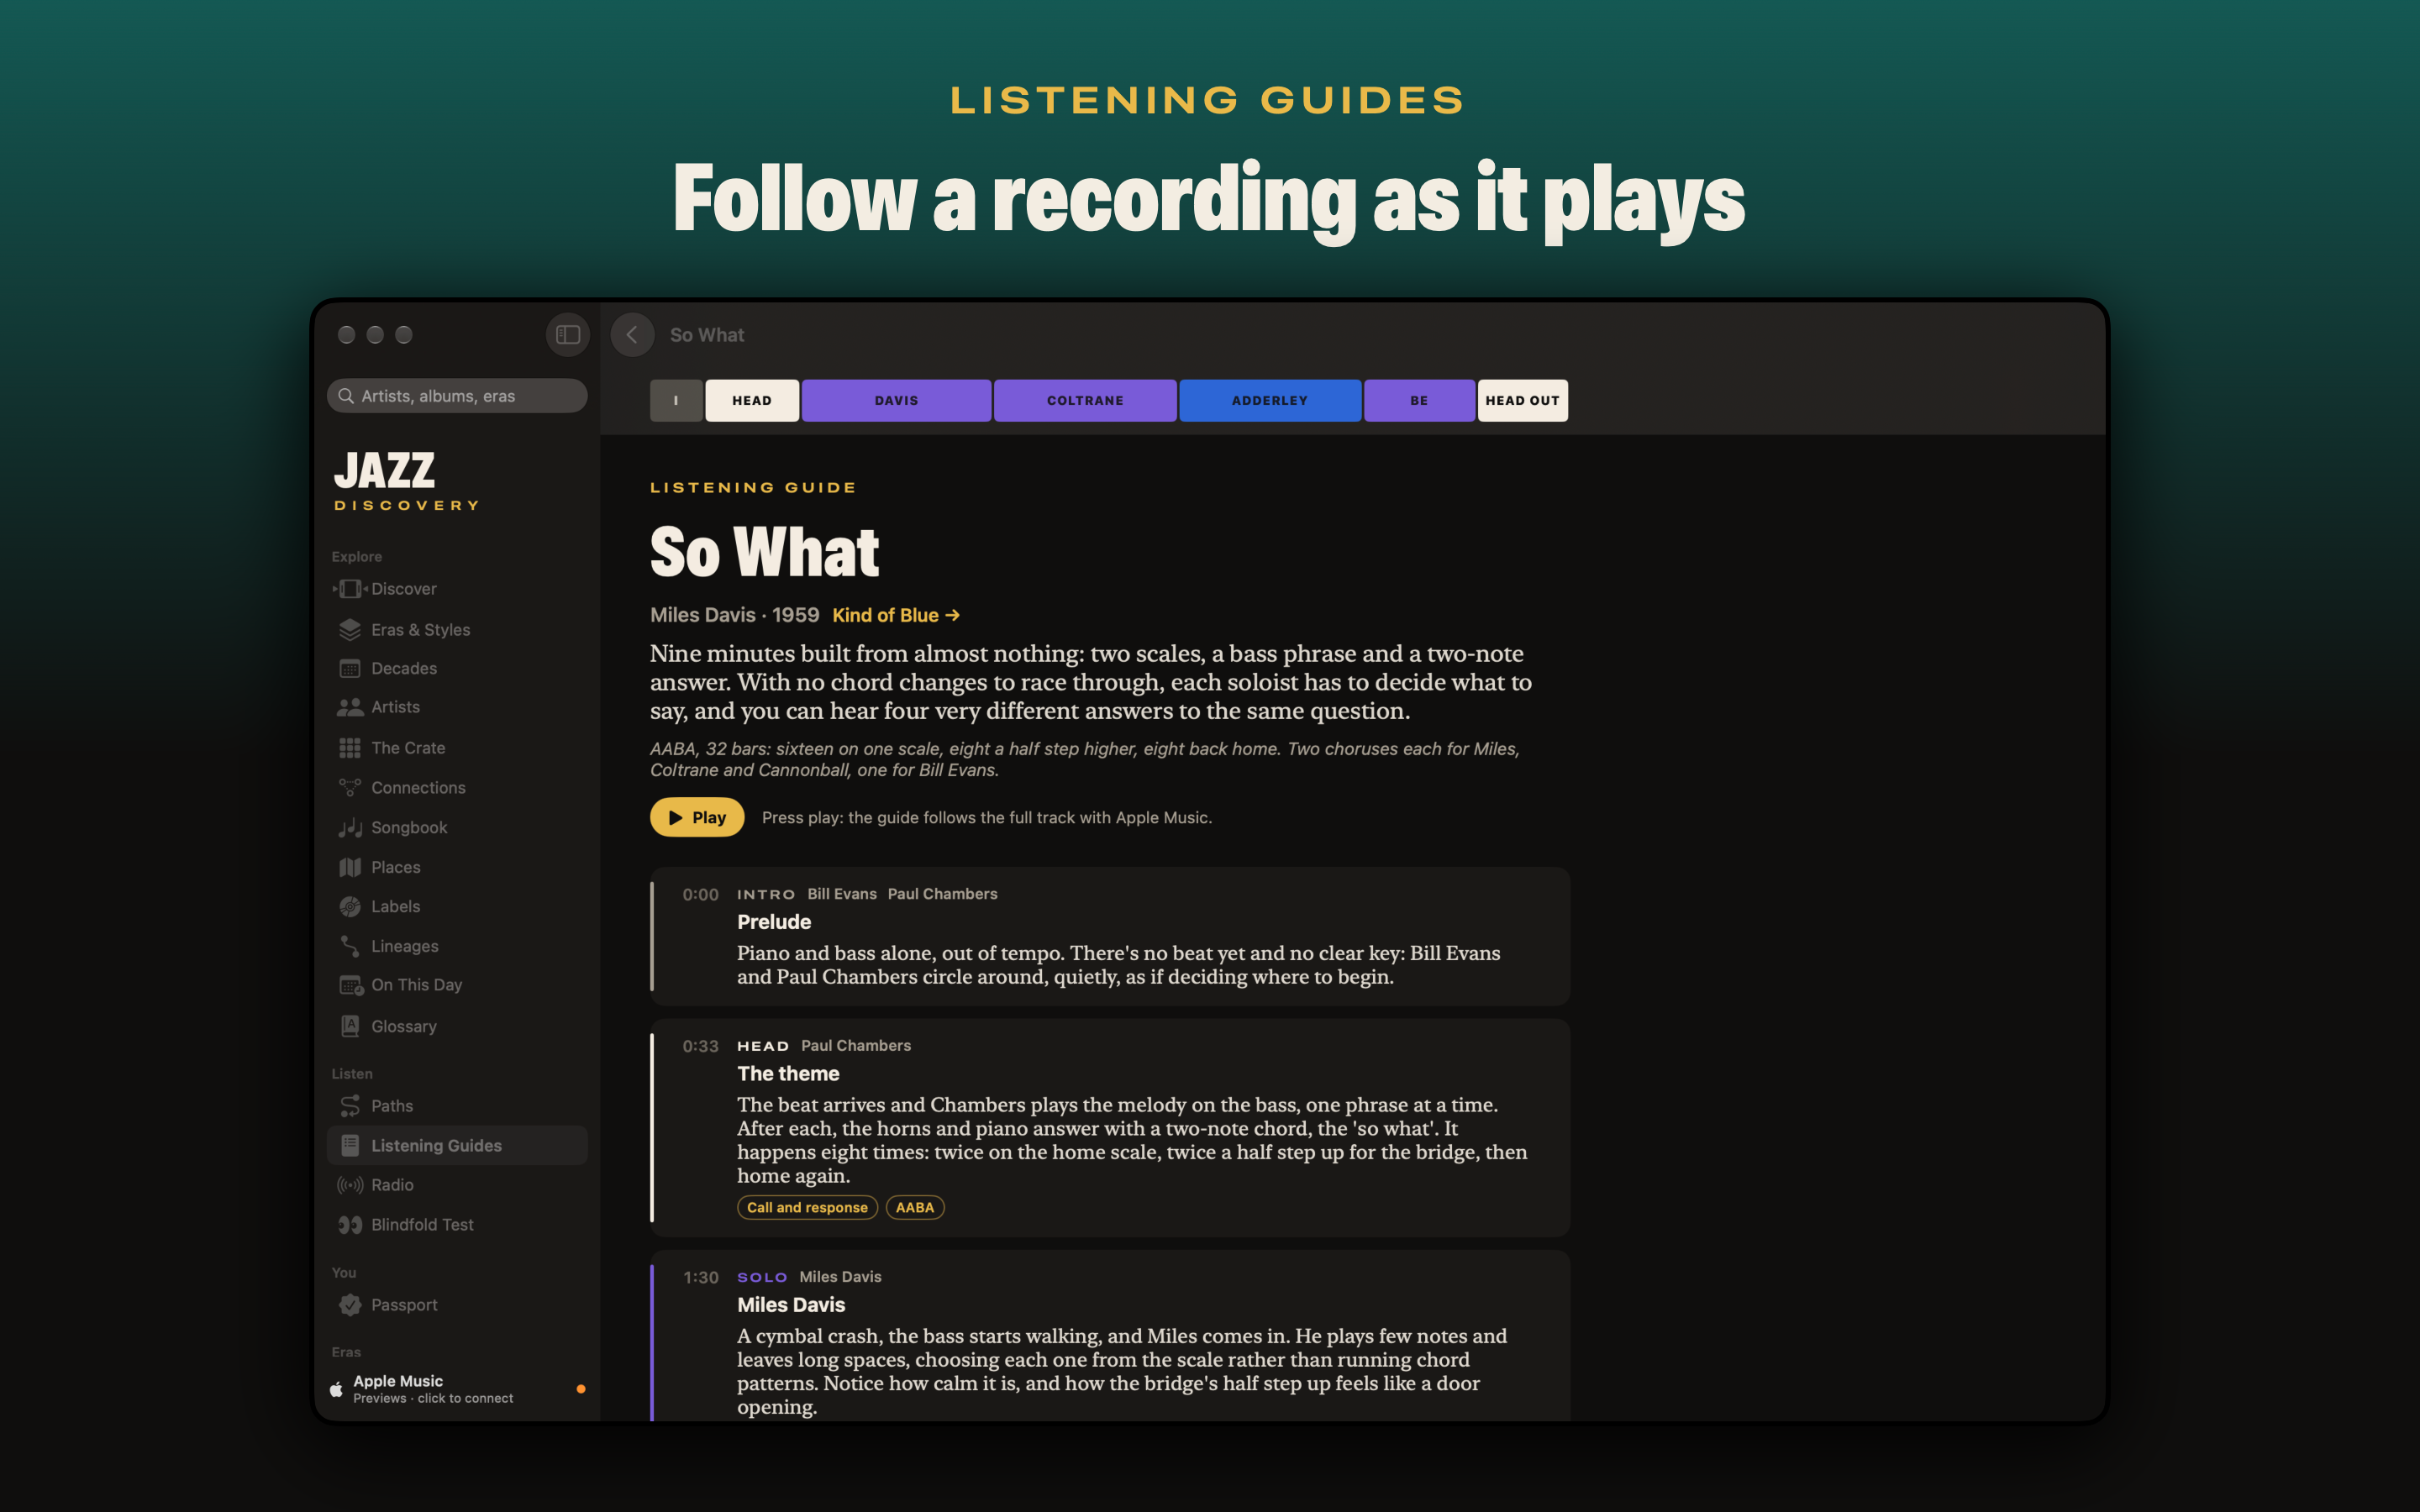 LISTENING GUIDES
Follow a recording as it plays
So What
Artists, albums, eras
I
HEAD
DAVIS
COLTRANE
ADDERLEY
BE
HEAD OUT
JAZZ
DISCOVERY
Explore
Discover
Eras & Styles
Decades
Artists
The Crate
Connections
Songbook
Places
Labels
Lineages
On This Day
Glossary
Listen
Paths
Listening Guides
Radio
Blindfold Test
You
Passport
Eras
Apple Music
Previews · click to connect
LISTENING GUIDE
So What
Miles Davis · 1959 Kind of Blue →
Nine minutes built from almost nothing: two scales, a bass phrase and a two-note
answer. With no chord changes to race through, each soloist has to decide what to
say, and you can hear four very different answers to the same question.
AABA, 32 bars: sixteen on one scale, eight a half step higher, eight back home. Two choruses each for Miles,
Coltrane and Cannonball, one for Bill Evans.
Play
Press play: the guide follows the full track with Apple Music.
0:00 INTRO Bill Evans Paul Chambers
Prelude
Piano and bass alone, out of tempo. There's no beat yet and no clear key: Bill Evans
and Paul Chambers circle around, quietly, as if deciding where to begin.
0:33 HEAD Paul Chambers
The theme
The beat arrives and Chambers plays the melody on the bass, one phrase at a time.
After each, the horns and piano answer with a two-note chord, the 'so what'. It
happens eight times: twice on the home scale, twice a half step up for the bridge, then
home again.
Call and response AABA
1:30 SOLO Miles Davis
Miles Davis
A cymbal crash, the bass starts walking, and Miles comes in. He plays few notes and
leaves long spaces, choosing each one from the scale rather than running chord
patterns. Notice how calm it is, and how the bridge's half step up feels like a door
opening.